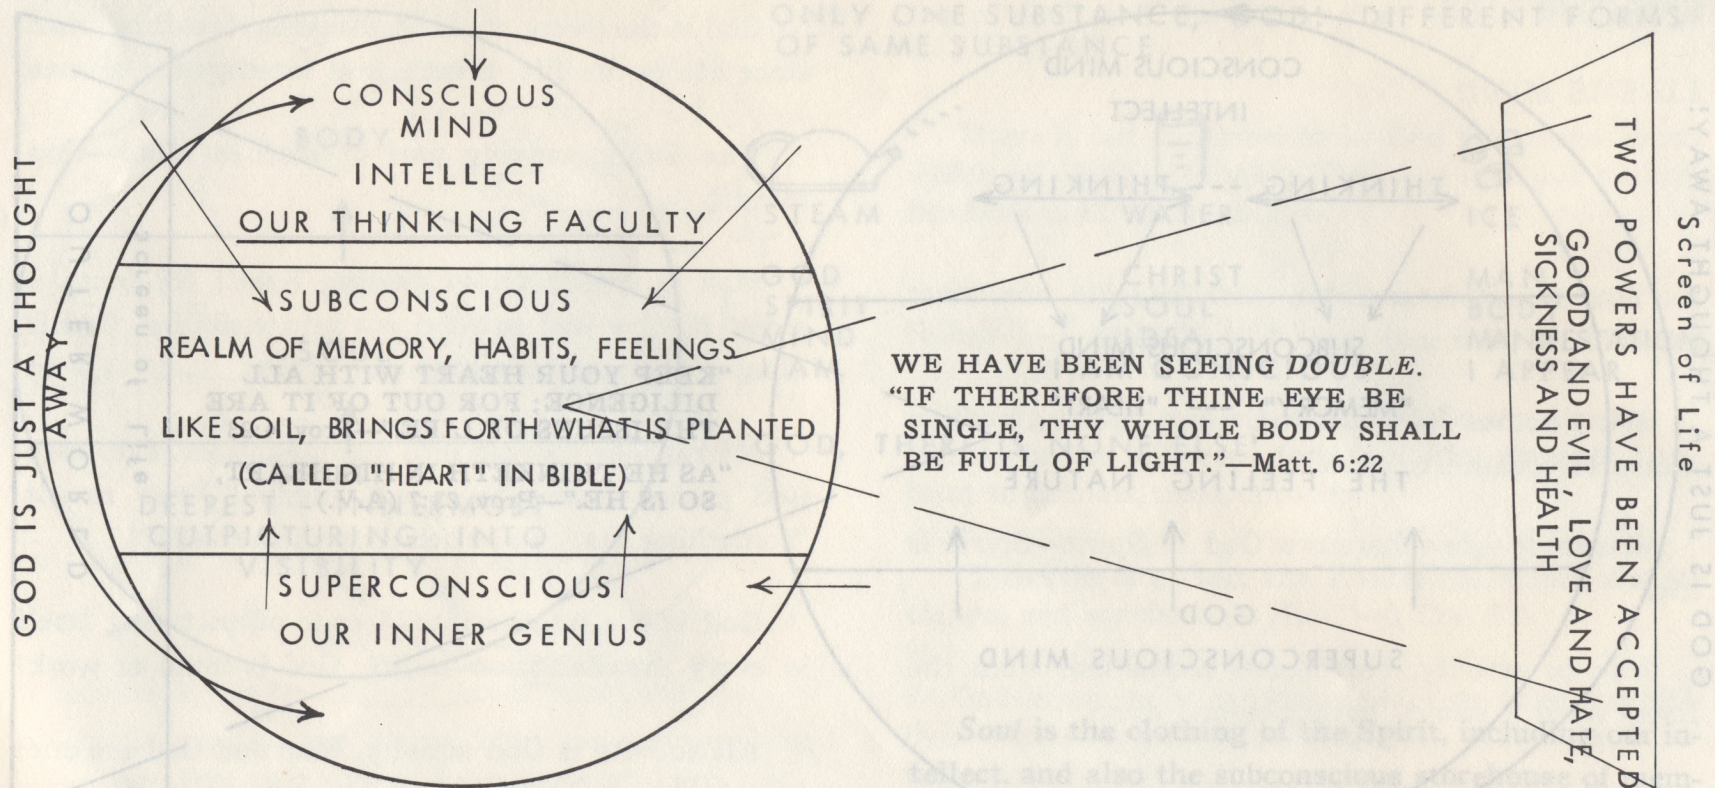 GOD IS JUST A THOUGHT
AWAY
CONSCIOUS
MIND
INTELLECT
OUR THINKING FACULTY
SUBCONSCIOUS
REALM OF MEMORY, HABITS, FEELINGS
LIKE SOIL, BRINGS FORTH WHAT IS PLANTED
(CALLED "HEART" IN BIBLE)
SUPERCONSCIOUS
OUR INNER GENIUS
WE HAVE BEEN SEEING DOUBLE.
“IF THEREFORE THINE EYE BE
SINGLE, THY WHOLE BODY SHALL
BE FULL OF LIGHT.”—Matt. 6:22
TWO POWERS HAVE BEEN ACCEPTED
GOOD AND EVIL, LOVE AND HATE,
SICKNESS AND HEALTH
Screen of Life